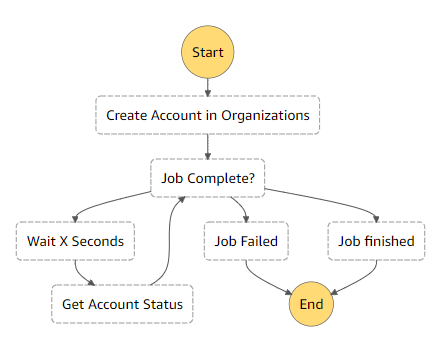 Start
Create Account in Organizations
Job Complete?
Wait X Seconds
Job Failed
Job finished
Get Account Status
End